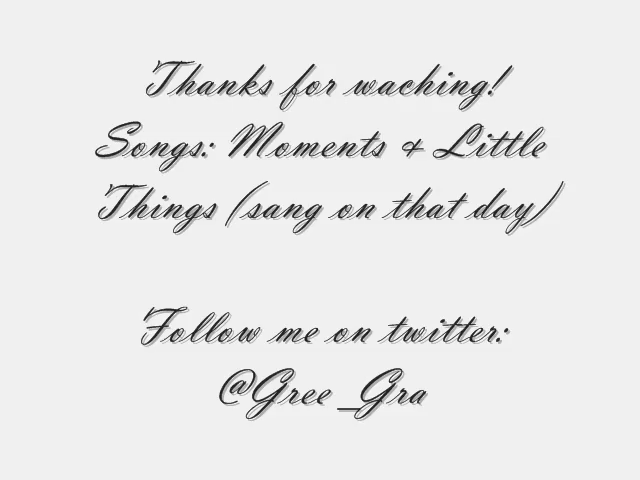 Thanks for waching!
Songs: Moments & Little
Things (sang on that day)
Follow me on twitter:
@Gree_Gra